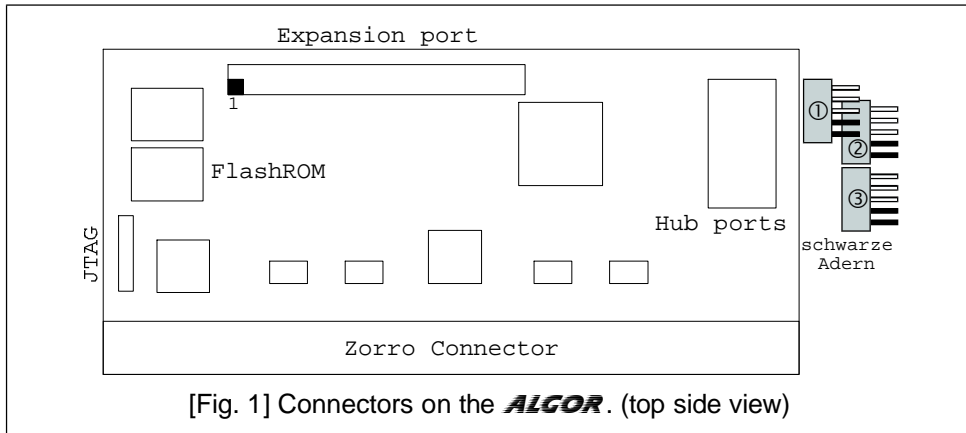 Expansion port
1
FlashROM
JTAG
Hub ports
①
②
③
schwarze
Adern
Zorro Connector
[Fig. 1] Connectors on the ALGOR. (top side view)